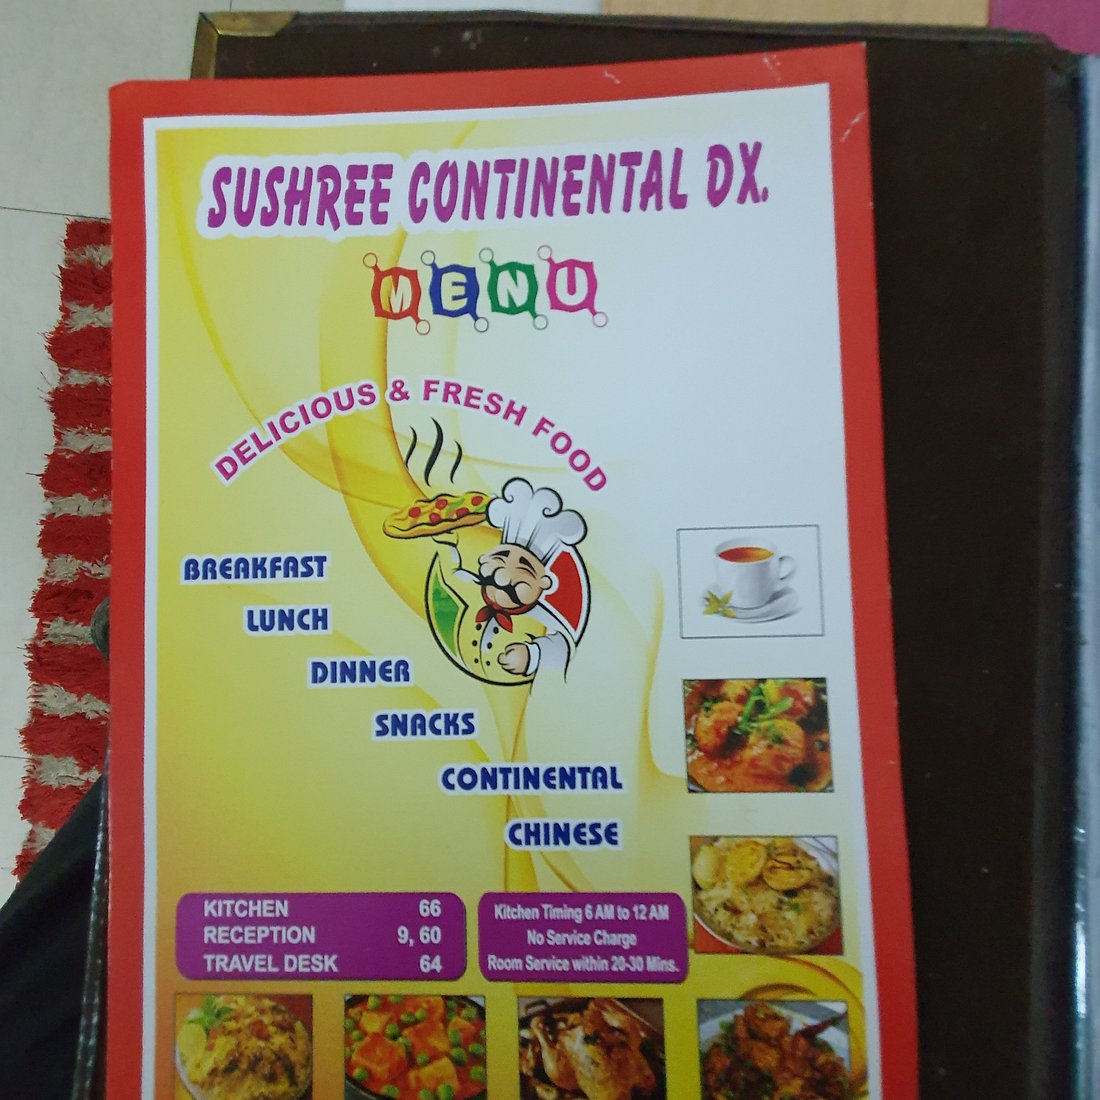 SUSHREE CONTINENTAL DX.
MENU
DELICIOUS & FRESH FOOD
BREAKFAST
LUNCH
DINNER
SNACKS
CONTINENTAL
CHINESE
KITCHEN 66
RECEPTION 9, 60
TRAVEL DESK 64
Kitchen Timing 6 AM to 12 AM
No Service Charge
Room Service within 20-30 Mins.